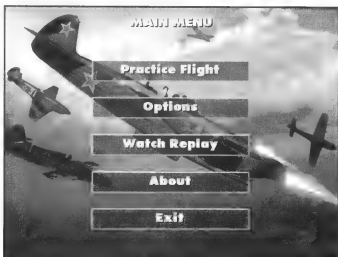 MAIN MENU
Practice Flight
Options
Watch Replay
About
Exit